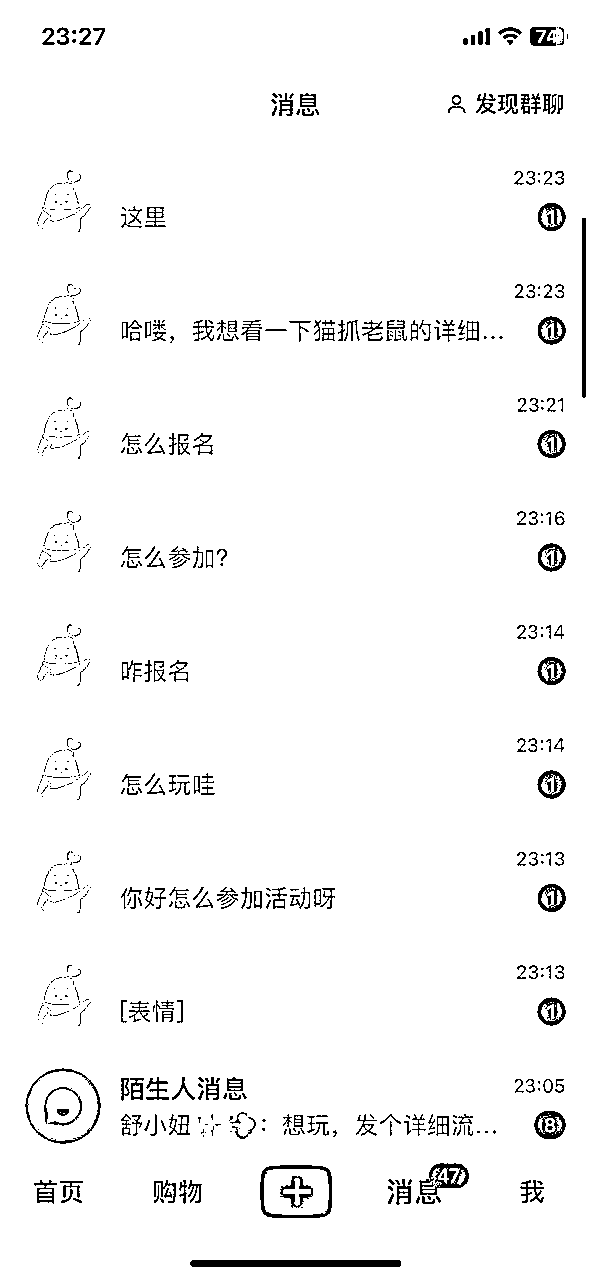 23:27
74
消息
发现群聊
23:23
这里
1
23:23
哈喽，我想看一下猫抓老鼠的详细...
1
23:21
怎么报名
1
23:16
怎么参加？
1
23:14
咋报名
1
23:14
怎么玩哇
1
23:13
你好怎么参加活动呀
1
23:13
[表情]
1
陌生人消息
23:05
舒小妞：想玩，发个详细流...
8
首页
购物
消息
47
我